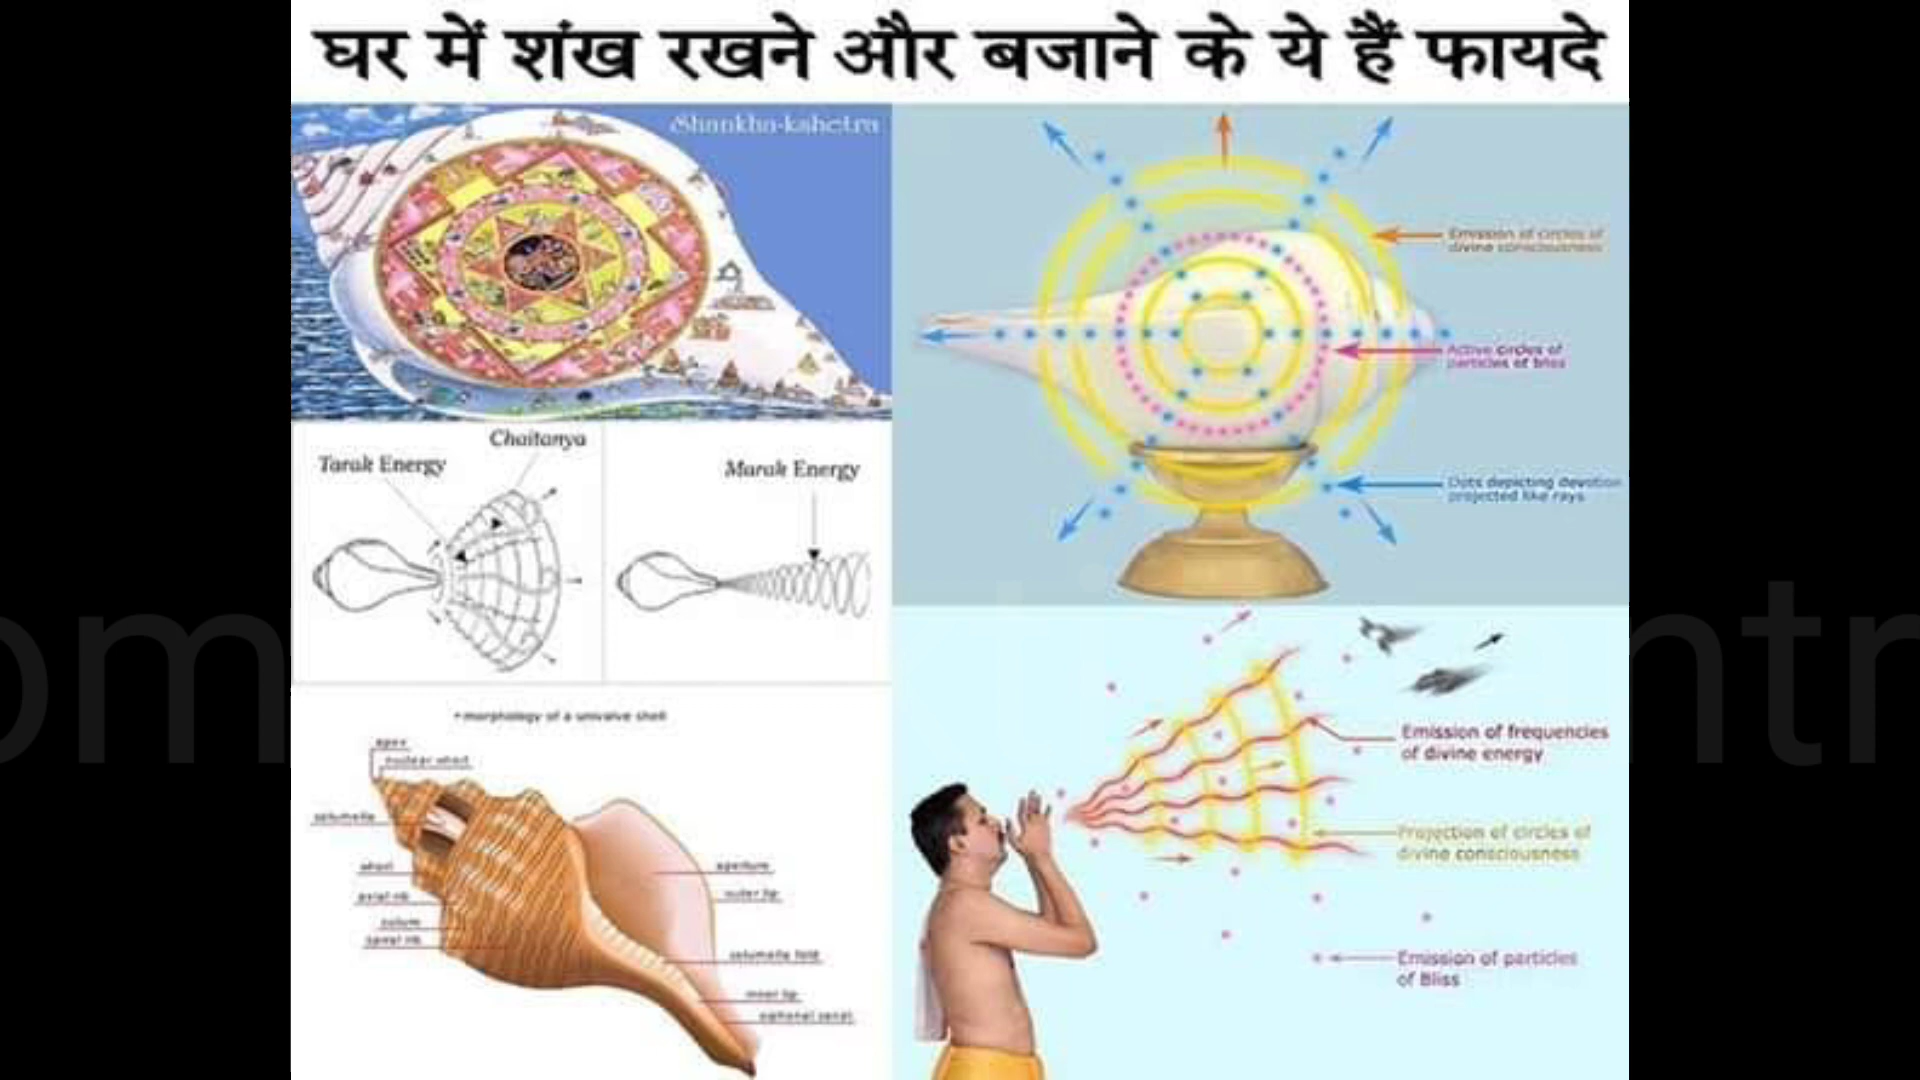 घर में शंख रखने और बजाने के ये हैं फायदे
Shankha-kshetra
Chaitanya
Tarak Energy
Marak Energy
Emission of circles of
divine consciousness
Active circles of
particles of bliss
Dots depicting devotion
projected like rays
• morphology of a univalve shell
apex
nuclear whorl
columella
whorl
axial rib
spiral rib
aperture
outer lip
columella fold
inner lip
siphonal canal
Emission of frequencies
of divine energy
Projection of circles of
divine consciousness
Emission of particles
of Bliss